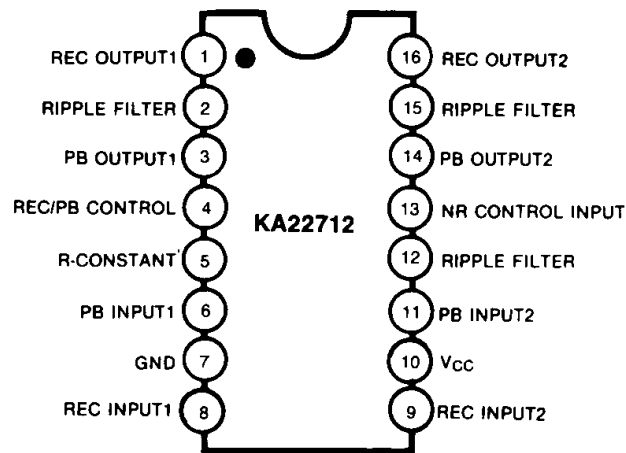 REC OUTPUT1 1 16 REC OUTPUT2
RIPPLE FILTER 2 15 RIPPLE FILTER
PB OUTPUT1 3 14 PB OUTPUT2
REC/PB CONTROL 4 13 NR CONTROL INPUT
KA22712
R-CONSTANT 5 12 RIPPLE FILTER
PB INPUT1 6 11 PB INPUT2
GND 7 10 VCC
REC INPUT1 8 9 REC INPUT2